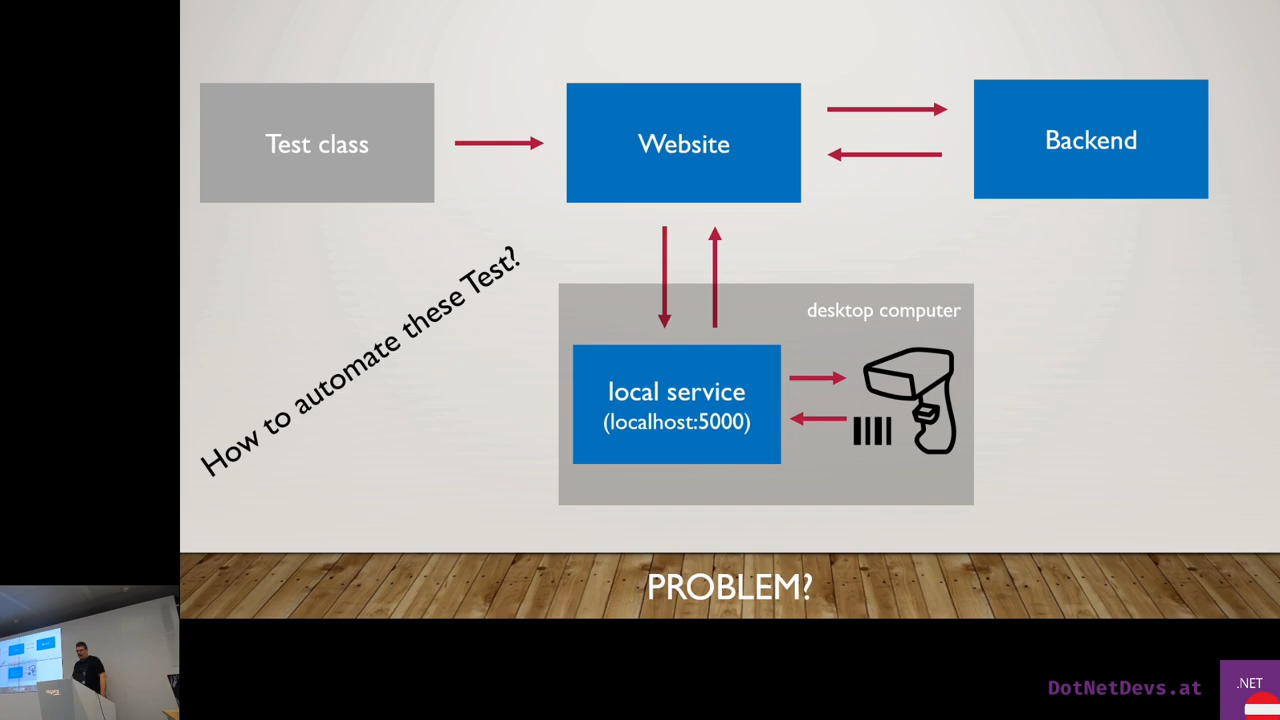 Test class
Website
Backend
How to automate these Test?
desktop computer
local service
(localhost:5000)
PROBLEM?
DotNetDevs.at
.NET